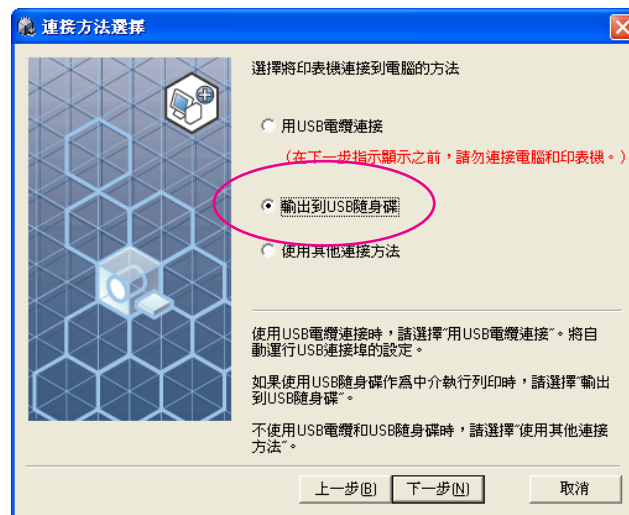 連接方法選擇
選擇將印表機連接到電腦的方法
用USB電纜連接
(在下一步指示顯示之前，請勿連接電腦和印表機。)
輸出到USB隨身碟
使用其他連接方法
使用USB電纜連接時，請選擇"用USB電纜連接"。將自
動運行USB連接埠的設定。
如果使用USB隨身碟作爲中介執行列印時，請選擇"輸出
到USB隨身碟"。
不使用USB電纜和USB隨身碟時，請選擇"使用其他連接
方法"。
上一步(B) 下一步(N) 取消